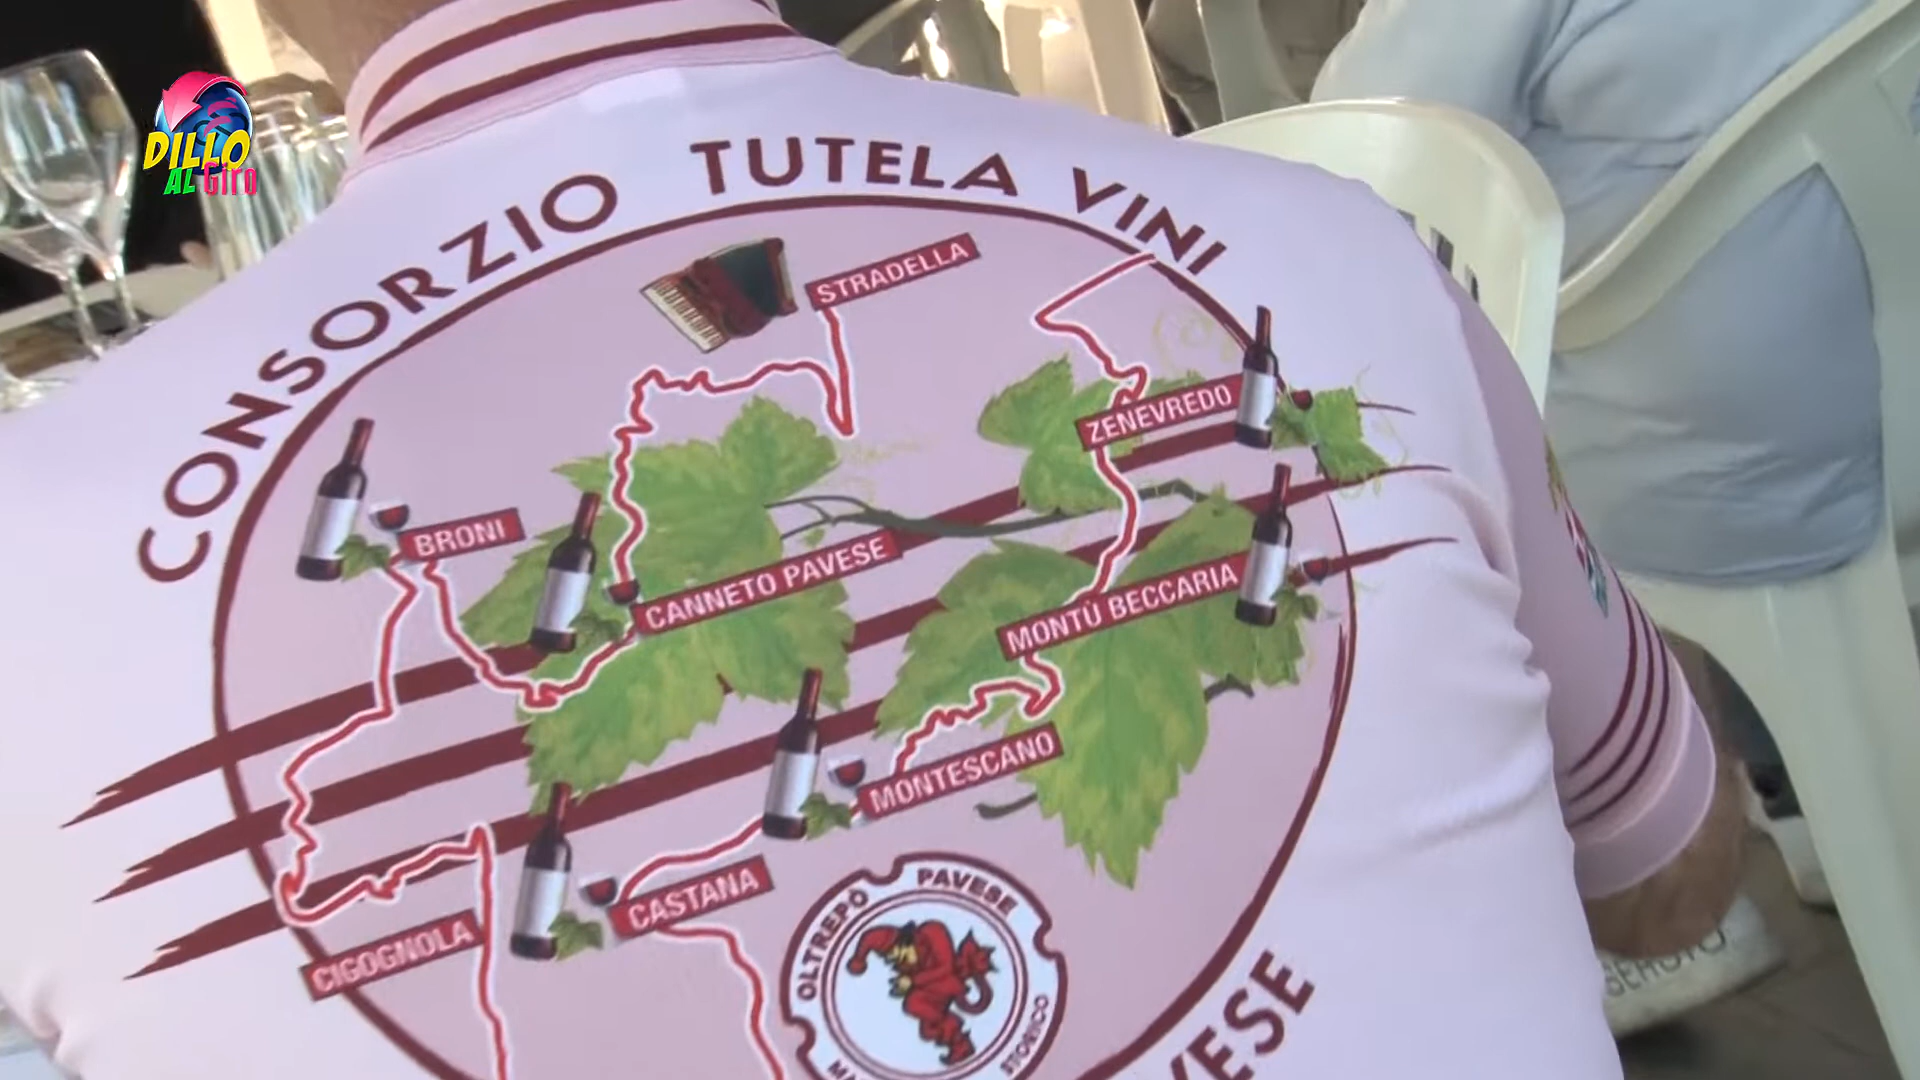 DILLO
AL Giro
CONSORZIO TUTELA VINI
STRADELLA
ZENEVREDO
BRONI
CANNETO PAVESE
MONTÙ BECCARIA
MONTESCANO
CASTANA
CIGOGNOLA
OLTREPÒ PAVESE
STORICO